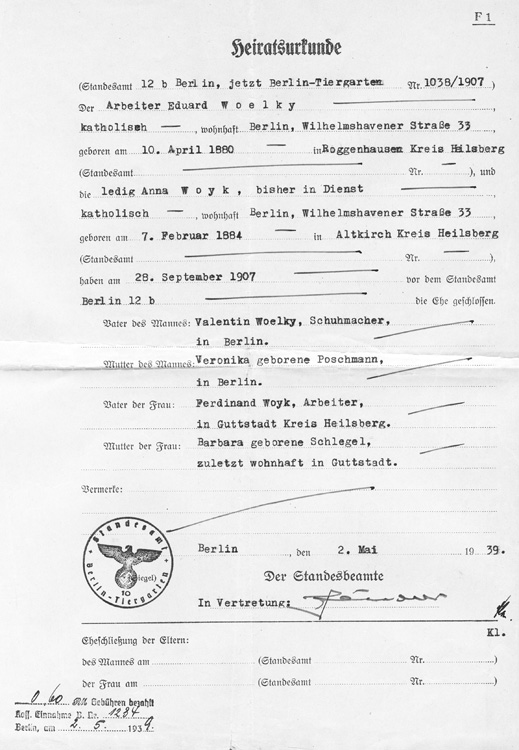 F 1
Heiratsurkunde
(Standesamt 12 b Berlin, jetzt Berlin-Tiergarten Nr. 1038/1907)
Der Arbeiter Eduard Woelky ,
katholisch — , wohnhaft Berlin, Wilhelmshavener Straße 33 ,
geboren am 10. April 1880 — in Roggenhausen Kreis Heilsberg
(Standesamt — Nr. — ), und
die ledig Anna Woyk, bisher in Dienst — ,
katholisch — , wohnhaft Berlin, Wilhelmshavener Straße 33 ,
geboren am 7. Februar 1884 — in Altkirch Kreis Heilsberg
(Standesamt — Nr. — ),
haben am 28. September 1907 — vor dem Standesamt
Berlin 12 b — die Ehe geschlossen.
Vater des Mannes: Valentin Woelky, Schuhmacher,
in Berlin.
Mutter des Mannes: Veronika geborene Poschmann,
in Berlin.
Vater der Frau: Ferdinand Woyk, Arbeiter,
in Guttstadt Kreis Heilsberg.
Mutter der Frau: Barbara geborene Schlegel,
zuletzt wohnhaft in Guttstadt.
Vermerke:
Standesamt
Berlin-Tiergarten
(Siegel)
10
Berlin , den 2. Mai 1939.
Der Standesbeamte
In Vertretung:
Kl.
Eheschließung der Eltern:
des Mannes am (Standesamt Nr. )
der Frau am (Standesamt Nr. )
0,60 RM Gebühren bezahlt
Kass. Einnahme B. Nr. 1234
Berlin, am 2. 5. 1939.